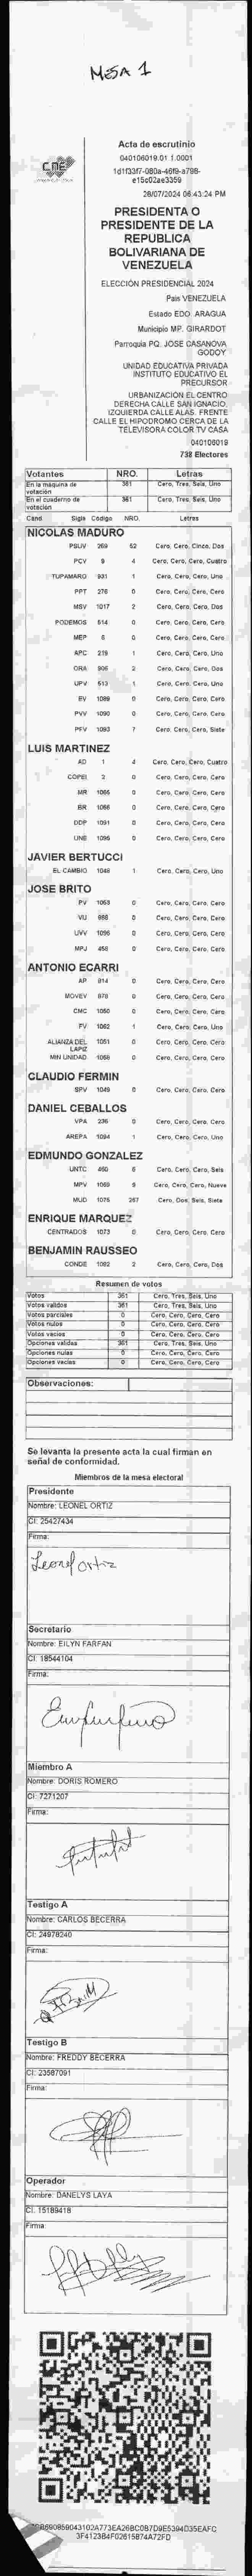 MESA 1
CNE
Acta de escrutinio
040106019.01.1.0001
1d1f33f7-080a-46f9-a798-
e15c02ae3359
28/07/2024 06:43:24 PM
PRESIDENTA O
PRESIDENTE DE LA
REPUBLICA
BOLIVARIANA DE
VENEZUELA
ELECCIÓN PRESIDENCIAL 2024
País VENEZUELA
Estado EDO. ARAGUA
Municipio MP. GIRARDOT
Parroquia PQ. JOSE CASANOVA
GODOY
UNIDAD EDUCATIVA PRIVADA
INSTITUTO EDUCATIVO EL
PRECURSOR
URBANIZACIÓN EL CENTRO
DERECHA CALLE SAN IGNACIO.
IZQUIERDA CALLE ALAS. FRENTE
CALLE EL HIPODROMO CERCA DE LA
TELEVISORA COLOR TV CASA
040106019
738 Electores
Votantes NRO. Letras
En la maquina de votación 361 Cero, Tres, Seis, Uno
En el cuaderno de votación 361 Cero, Tres, Seis, Uno
Cand Sigla Código NRO. Letras
NICOLAS MADURO
PSUV 269 52 Cero, Cero, Cinco, Dos
PCV 9 4 Cero, Cero, Cero, Cuatro
TUPAMARO 931 1 Cero, Cero, Cero, Uno
PPT 276 0 Cero, Cero, Cero, Cero
MSV 1017 2 Cero, Cero, Cero, Dos
PODEMOS 514 0 Cero, Cero, Cero, Cero
MEP 6 0 Cero, Cero, Cero, Cero
APC 219 1 Cero, Cero, Cero, Uno
ORA 906 2 Cero, Cero, Cero, Dos
UPV 513 1 Cero, Cero, Cero, Uno
EV 1089 0 Cero, Cero, Cero, Cero
PVV 1090 0 Cero, Cero, Cero, Cero
PFV 1093 7 Cero, Cero, Cero, Siete
LUIS MARTINEZ
AD 1 4 Cero, Cero, Cero, Cuatro
COPEI 2 0 Cero, Cero, Cero, Cero
MR 1065 0 Cero, Cero, Cero, Cero
BR 1066 0 Cero, Cero, Cero, Cero
DDP 1091 0 Cero, Cero, Cero, Cero
UNE 1095 0 Cero, Cero, Cero, Cero
JAVIER BERTUCCI
EL CAMBIO 1048 1 Cero, Cero, Cero, Uno
JOSE BRITO
PV 1053 0 Cero, Cero, Cero, Cero
VU 988 0 Cero, Cero, Cero, Cero
UVV 1096 0 Cero, Cero, Cero, Cero
MPJ 458 0 Cero, Cero, Cero, Cero
ANTONIO ECARRI
AP 814 0 Cero, Cero, Cero, Cero
MOVEV 978 0 Cero, Cero, Cero, Cero
CMC 1050 0 Cero, Cero, Cero, Cero
FV 1062 1 Cero, Cero, Cero, Uno
ALIANZA DEL LAPIZ 1051 0 Cero, Cero, Cero, Cero
MIN UNIDAD 1056 0 Cero, Cero, Cero, Cero
CLAUDIO FERMIN
SPV 1049 0 Cero, Cero, Cero, Cero
DANIEL CEBALLOS
VPA 236 0 Cero, Cero, Cero, Cero
AREPA 1094 1 Cero, Cero, Cero, Uno
EDMUNDO GONZALEZ
UNTC 460 6 Cero, Cero, Cero, Seis
MPV 1069 9 Cero, Cero, Cero, Nueve
MUD 1075 267 Cero, Dos, Seis, Siete
ENRIQUE MARQUEZ
CENTRADOS 1073 0 Cero, Cero, Cero, Cero
BENJAMIN RAUSSEO
CONDE 1092 2 Cero, Cero, Cero, Dos
Resumen de votos
Votos 361 Cero, Tres, Seis, Uno
Votos validos 361 Cero, Tres, Seis, Uno
Votos parciales 0 Cero, Cero, Cero, Cero
Votos nulos 0 Cero, Cero, Cero, Cero
Votos vacios 0 Cero, Cero, Cero, Cero
Opciones validas 361 Cero, Tres, Seis, Uno
Opciones nulas 0 Cero, Cero, Cero, Cero
Opciones vacias 0 Cero, Cero, Cero, Cero
Observaciones:
Se levanta la presente acta la cual firman en
señal de conformidad.
Miembros de la mesa electoral
Presidente
Nombre: LEONEL ORTIZ
CI: 25427434
Firma:
Leonel ortiz
Secretario
Nombre: EILYN FARFAN
CI: 18544104
Firma:
Miembro A
Nombre: DORIS ROMERO
CI: 7271207
Firma:
Testigo A
Nombre: CARLOS BECERRA
CI: 24978240
Firma:
Testigo B
Nombre: FREDDY BECERRA
CI: 23587091
Firma:
Operador
Nombre: DANELYS LAYA
CI: 15189418
Firma: